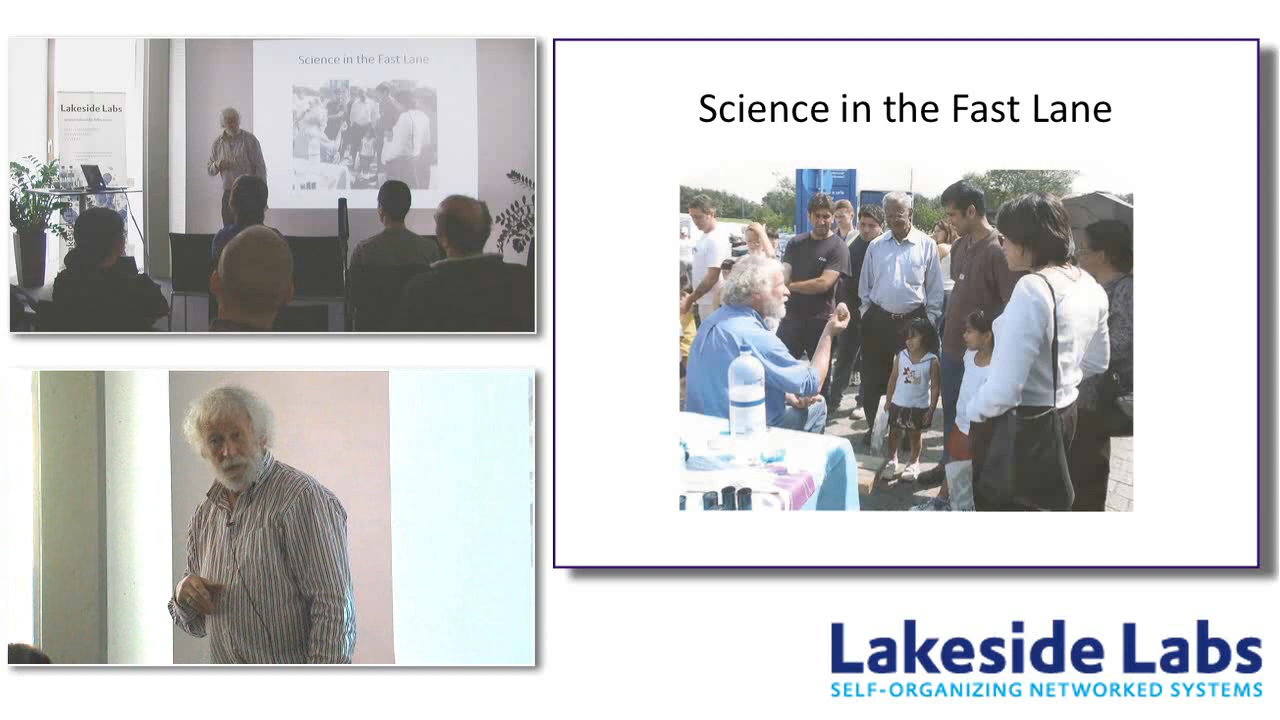 Science in the Fast Lane
Lakeside Labs
Science in the Fast Lane
Lakeside Labs
SELF-ORGANIZING NETWORKED SYSTEMS